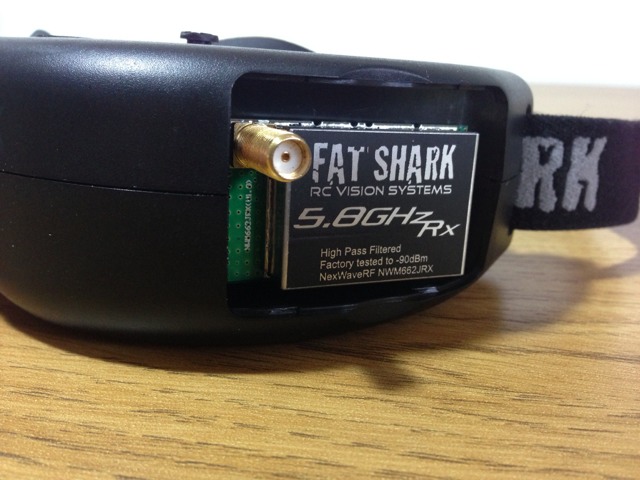 FAT SHARK
RC VISION SYSTEMS
5.8GHz Rx
High Pass Filtered
Factory tested to -90dBm
NexWaveRF NWM662JRX
RK